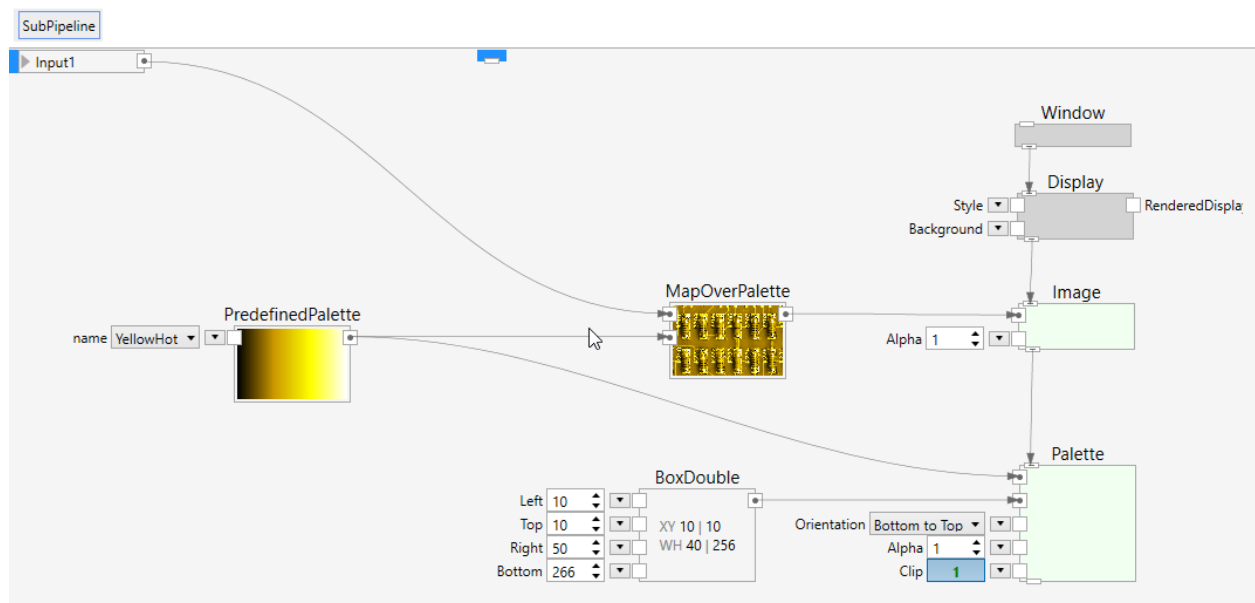 SubPipeline
Input1
Window
Display
Style
RenderedDispla
Background
MapOverPalette
Image
PredefinedPalette
name YellowHot
Alpha 1
Palette
BoxDouble
Left 10
Top 10
XY 10 | 10
Orientation Bottom to Top
Right 50
WH 40 | 256
Alpha 1
Bottom 266
Clip 1